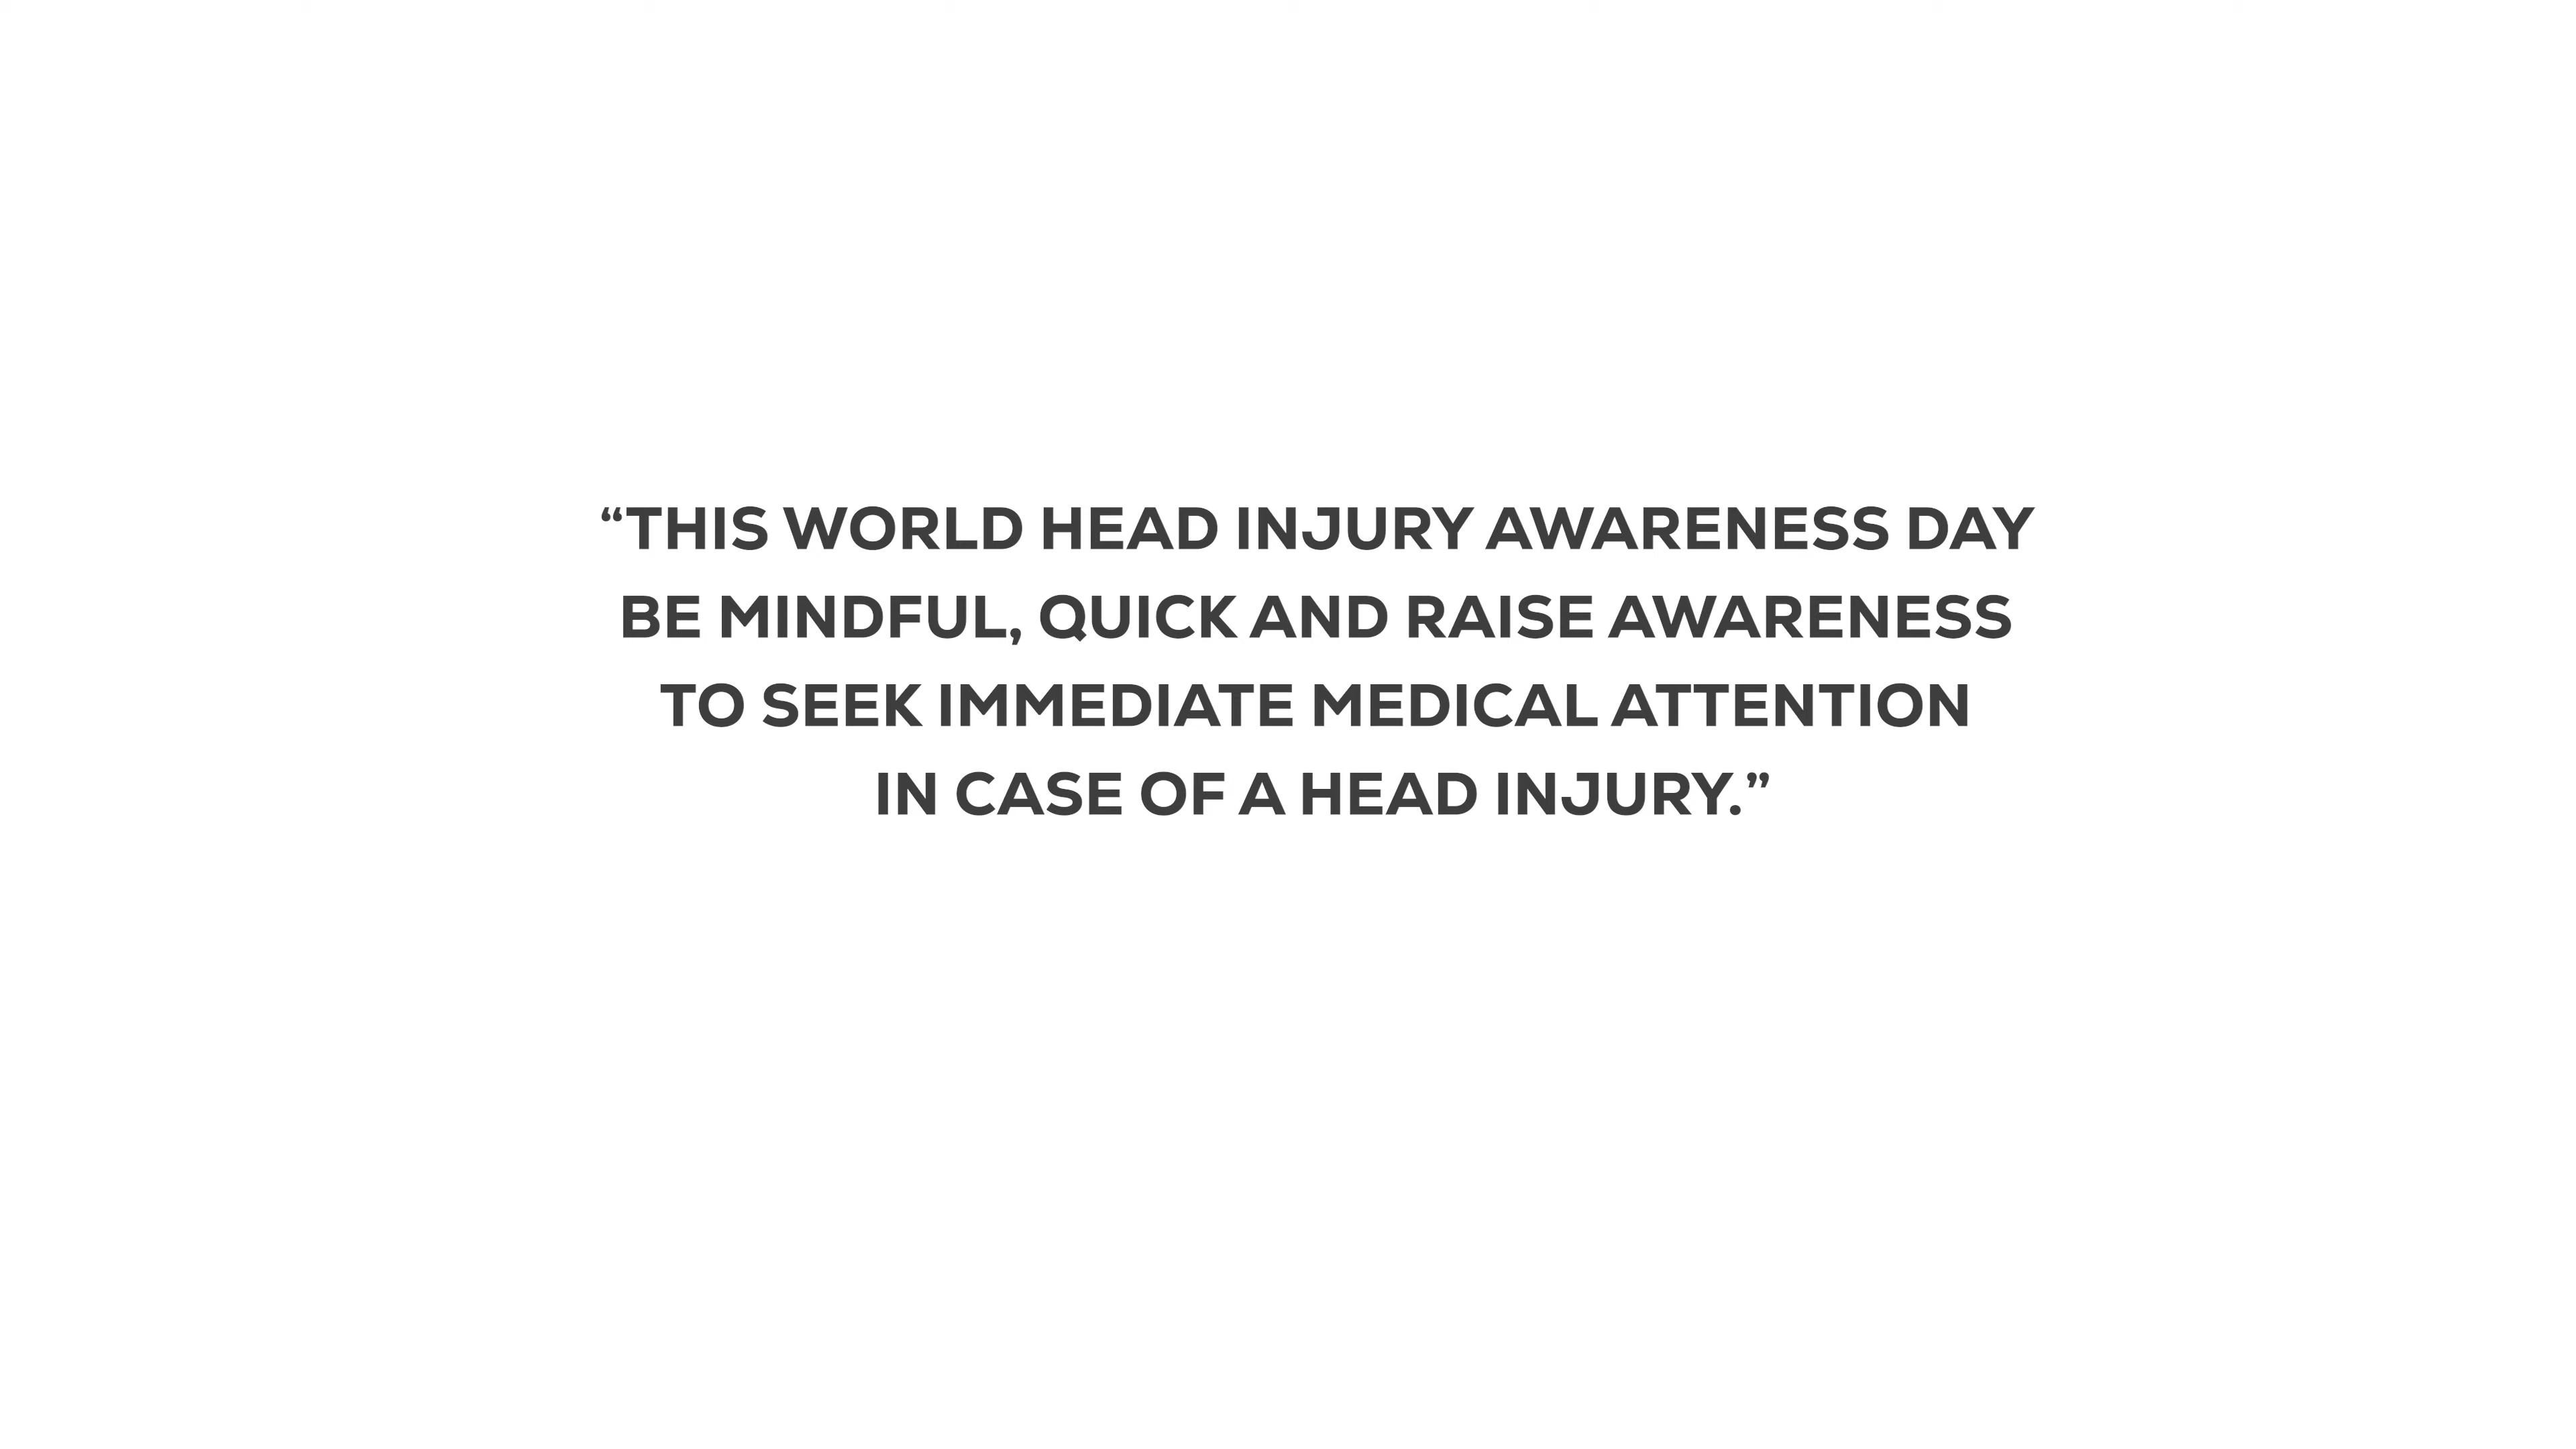 “THIS WORLD HEAD INJURY AWARENESS DAY
BE MINDFUL, QUICK AND RAISE AWARENESS
TO SEEK IMMEDIATE MEDICAL ATTENTION
IN CASE OF A HEAD INJURY.”